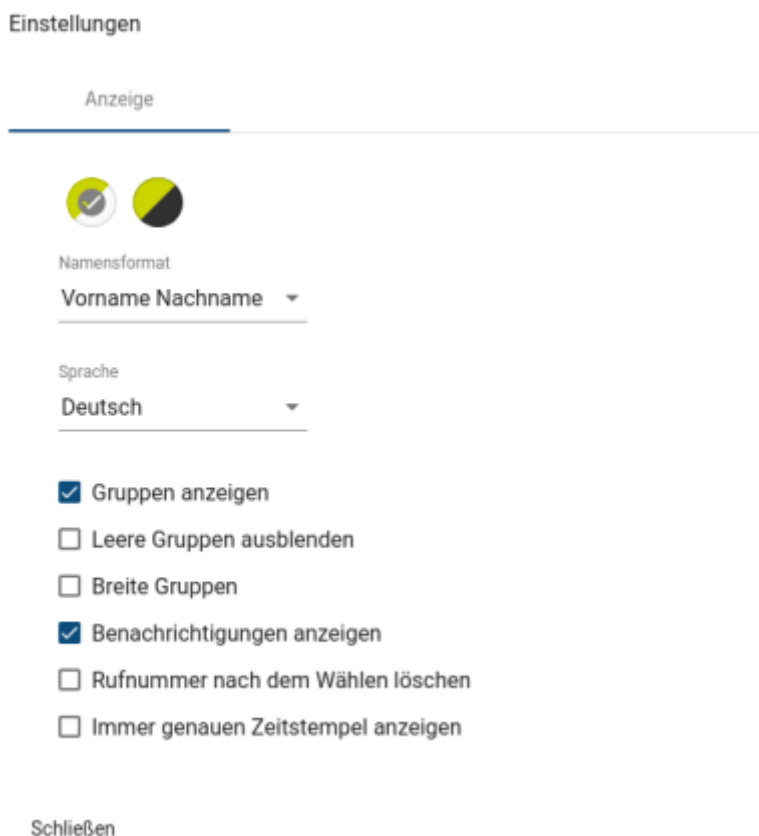 Einstellungen
Anzeige
Namensformat
Vorname Nachname
Sprache
Deutsch
Gruppen anzeigen
Leere Gruppen ausblenden
Breite Gruppen
Benachrichtigungen anzeigen
Rufnummer nach dem Wählen löschen
Immer genauen Zeitstempel anzeigen
Schließen